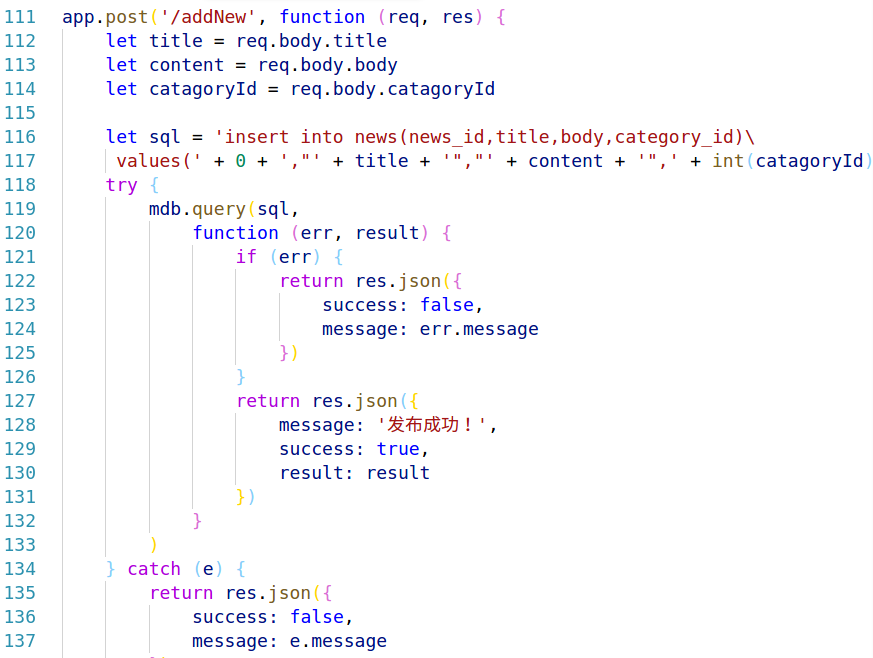 111 app.post('/addNew', function (req, res) {
112     let title = req.body.title
113     let content = req.body.body
114     let catagoryId = req.body.catagoryId
115
116     let sql = 'insert into news(news_id,title,body,category_id)\
117      values(' + 0 + ',"' + title + '","' + content + '",' + int(catagoryId)
118     try {
119         mdb.query(sql,
120             function (err, result) {
121                 if (err) {
122                     return res.json({
123                         success: false,
124                         message: err.message
125                     })
126                 }
127                 return res.json({
128                     message: '发布成功！',
129                     success: true,
130                     result: result
131                 })
132             }
133         )
134     } catch (e) {
135         return res.json({
136             success: false,
137             message: e.message